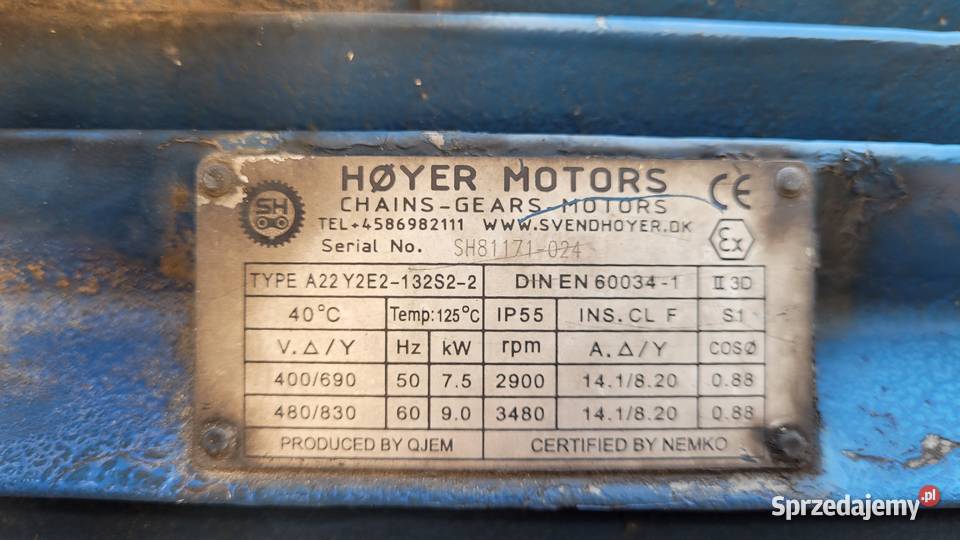 HØYER MOTORS
CHAINS-GEARS-MOTORS
TEL+4586982111 WWW.SVENDHOYER.DK
Serial No. SH81171-024
SH
CE
Ex
TYPE A22 Y2E2-132S2-2 DIN EN 60034-1 II 3D
40°C Temp:125°C IP55 INS. CL F S1
V. △/Y Hz kW rpm A. △/Y COSØ
400/690 50 7.5 2900 14.1/8.20 0.88
480/830 60 9.0 3480 14.1/8.20 0.88
PRODUCED BY QJEM CERTIFIED BY NEMKO
Sprzedajemy.pl